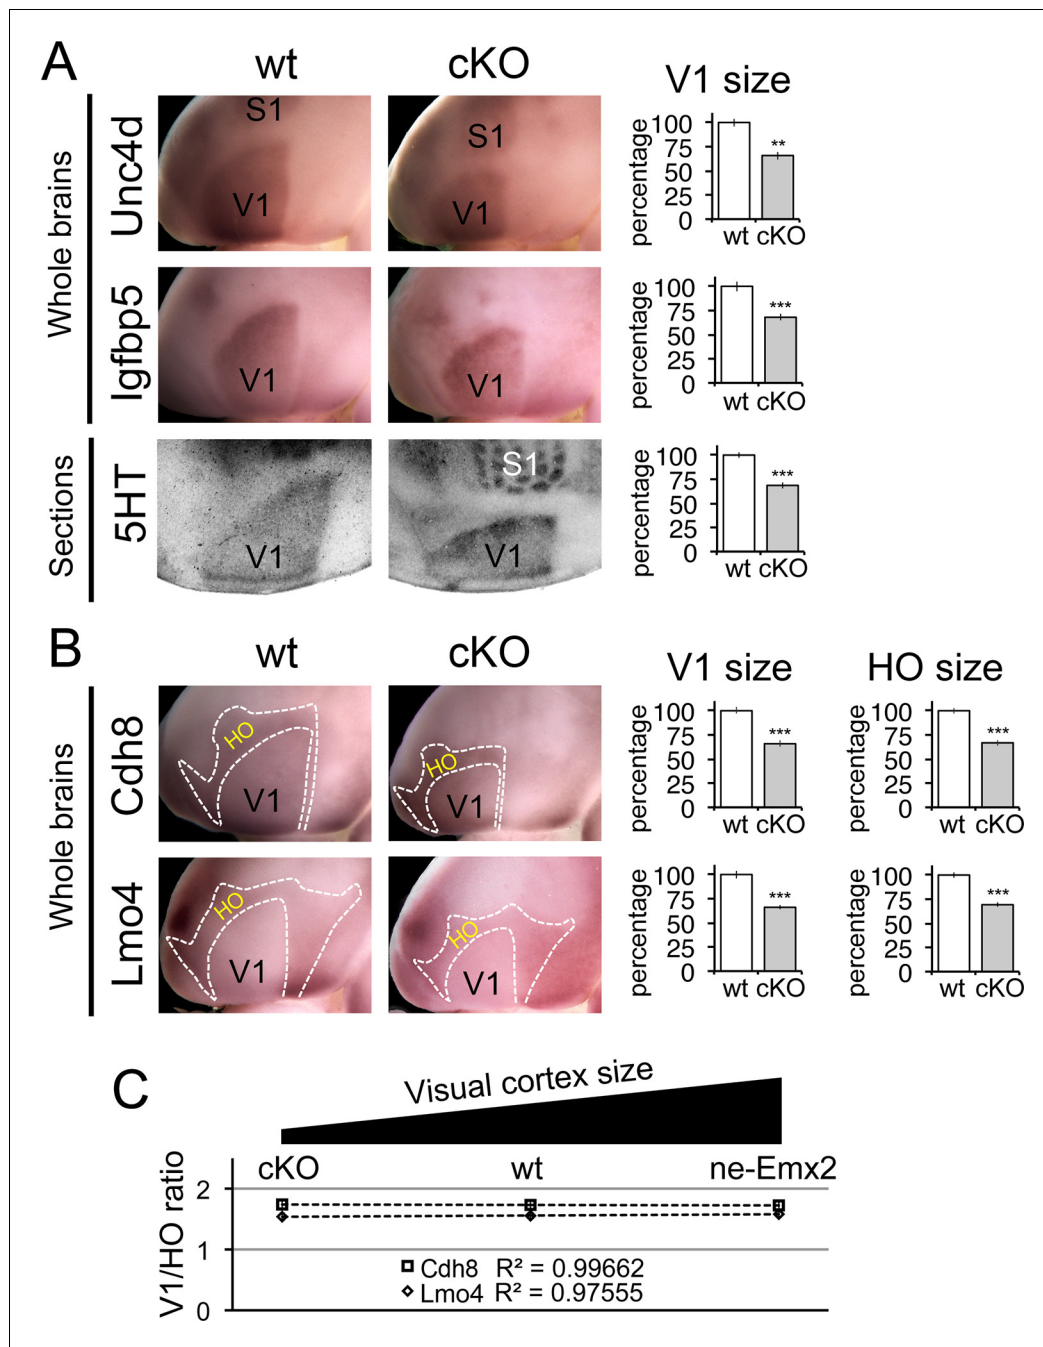 A
wt
cKO
V1 size
Whole brains
Unc4d
S1
V1
S1
V1
percentage
100
75
50
25
0
**
wt cKO
Igfbp5
V1
V1
percentage
100
75
50
25
0
***
wt cKO
Sections
5HT
V1
S1
V1
percentage
100
75
50
25
0
***
wt cKO
B
wt
cKO
V1 size
HO size
Whole brains
Cdh8
HO
V1
HO
V1
percentage
100
75
50
25
0
***
wt cKO
percentage
100
75
50
25
0
***
wt cKO
Lmo4
HO
V1
HO
V1
percentage
100
75
50
25
0
***
wt cKO
percentage
100
75
50
25
0
***
wt cKO
C
Visual cortex size
cKO
wt
ne-Emx2
V1/HO ratio
2
1
0
Cdh8 R² = 0.99662
Lmo4 R² = 0.97555